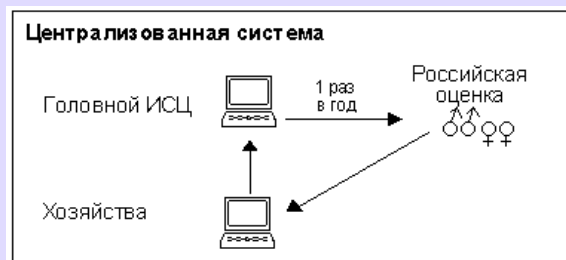 Централизованная система
Головной ИСЦ
1 раз
в год
Российская
оценка
Хозяйства